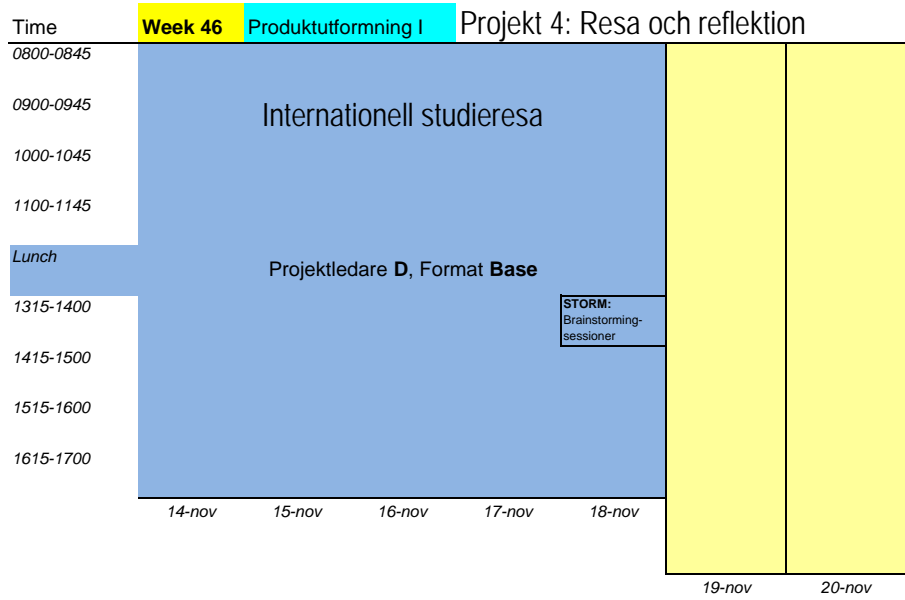 Time Week 46 Produktutformning I Projekt 4: Resa och reflektion
0800-0845
0900-0945
Internationell studieresa
1000-1045
1100-1145
Lunch
Projektledare D, Format Base
1315-1400
STORM:
Brainstorming-
sessioner
1415-1500
1515-1600
1615-1700
14-nov 15-nov 16-nov 17-nov 18-nov
19-nov 20-nov